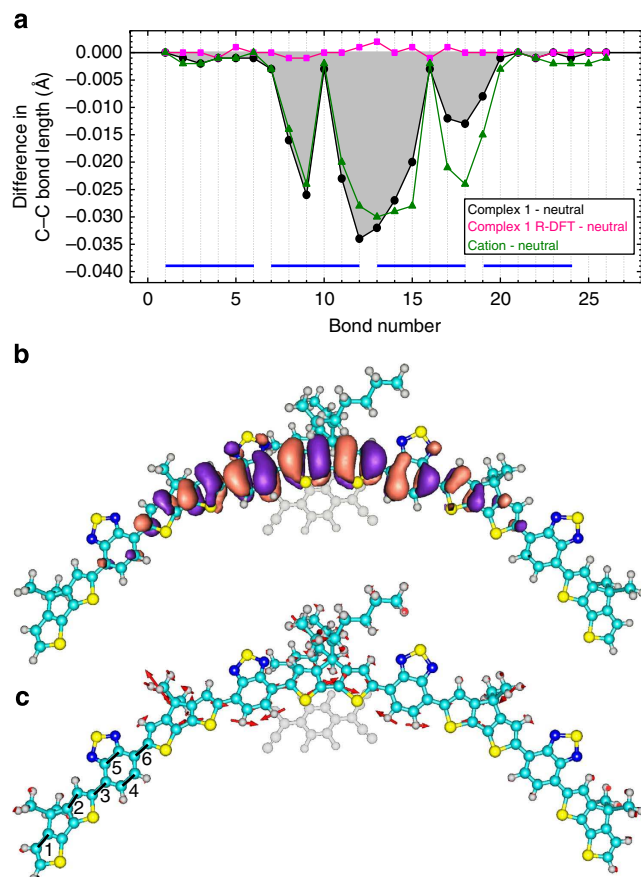 a
0.000
−0.005
−0.010
−0.015
−0.020
−0.025
−0.030
−0.035
−0.040
Difference in
C–C bond length (Å)
Complex 1 - neutral
Complex 1 R-DFT - neutral
Cation - neutral
0 5 10 15 20 25
Bond number
b
c
6
5
4
3
2
1